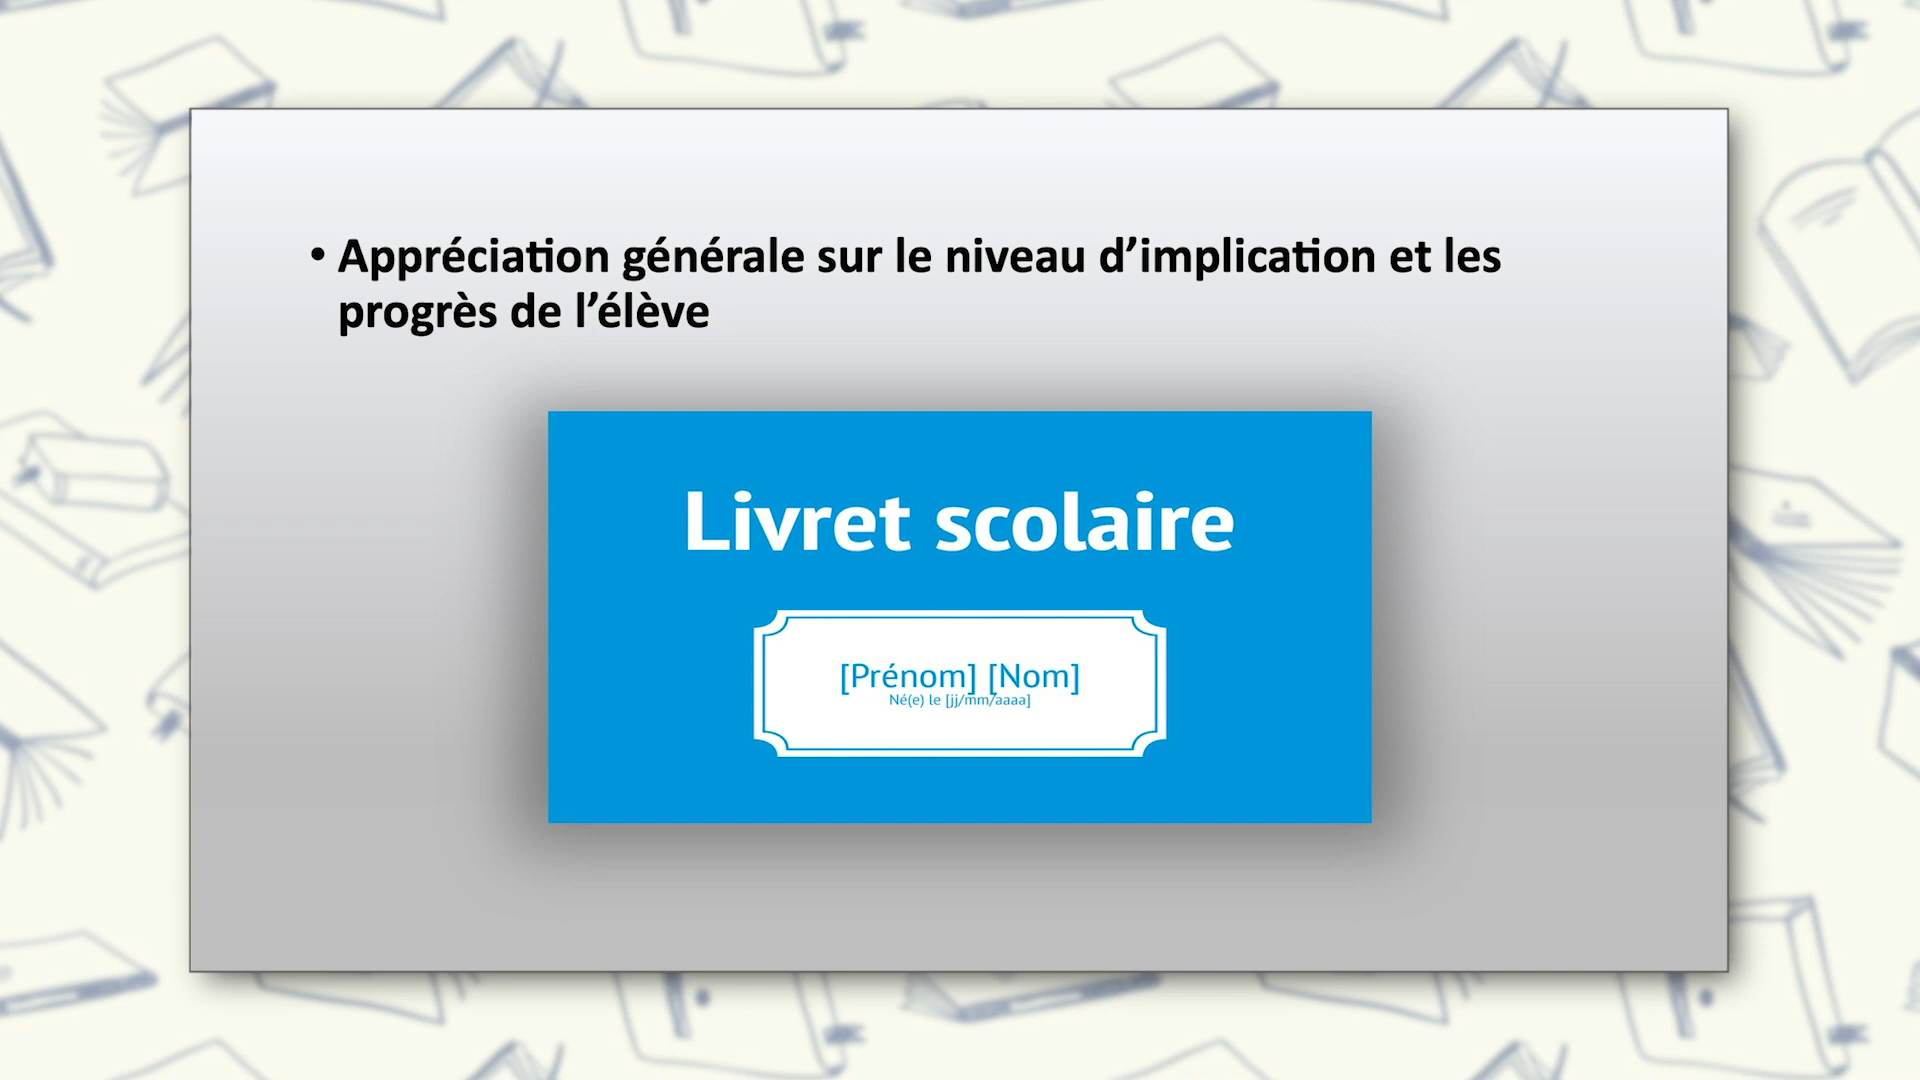 • Appréciation générale sur le niveau d’implication et les
progrès de l’élève
Livret scolaire
[Prénom] [Nom]
Né(e) le [jj/mm/aaaa]